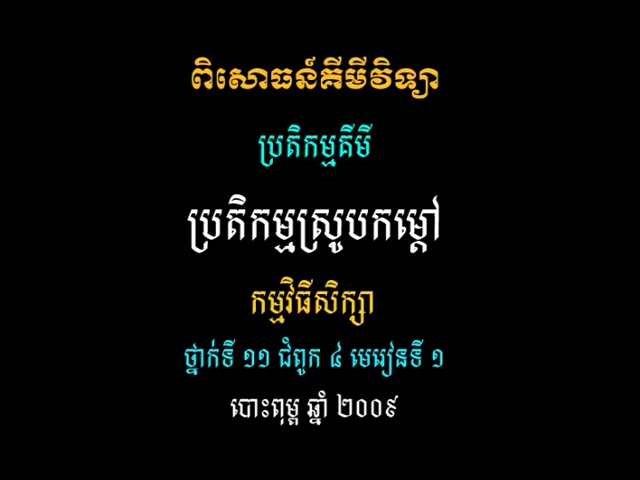 ពិសោធន៍គីមីវិទ្យា
ប្រតិកម្មគីមី
ប្រតិកម្មស្រូបកម្ដៅ
កម្មវិធីសិក្សា
ថ្នាក់ទី ១១ ជំពូក ៤ មេរៀនទី ១
បោះពុម្ព ឆ្នាំ ២០០៩